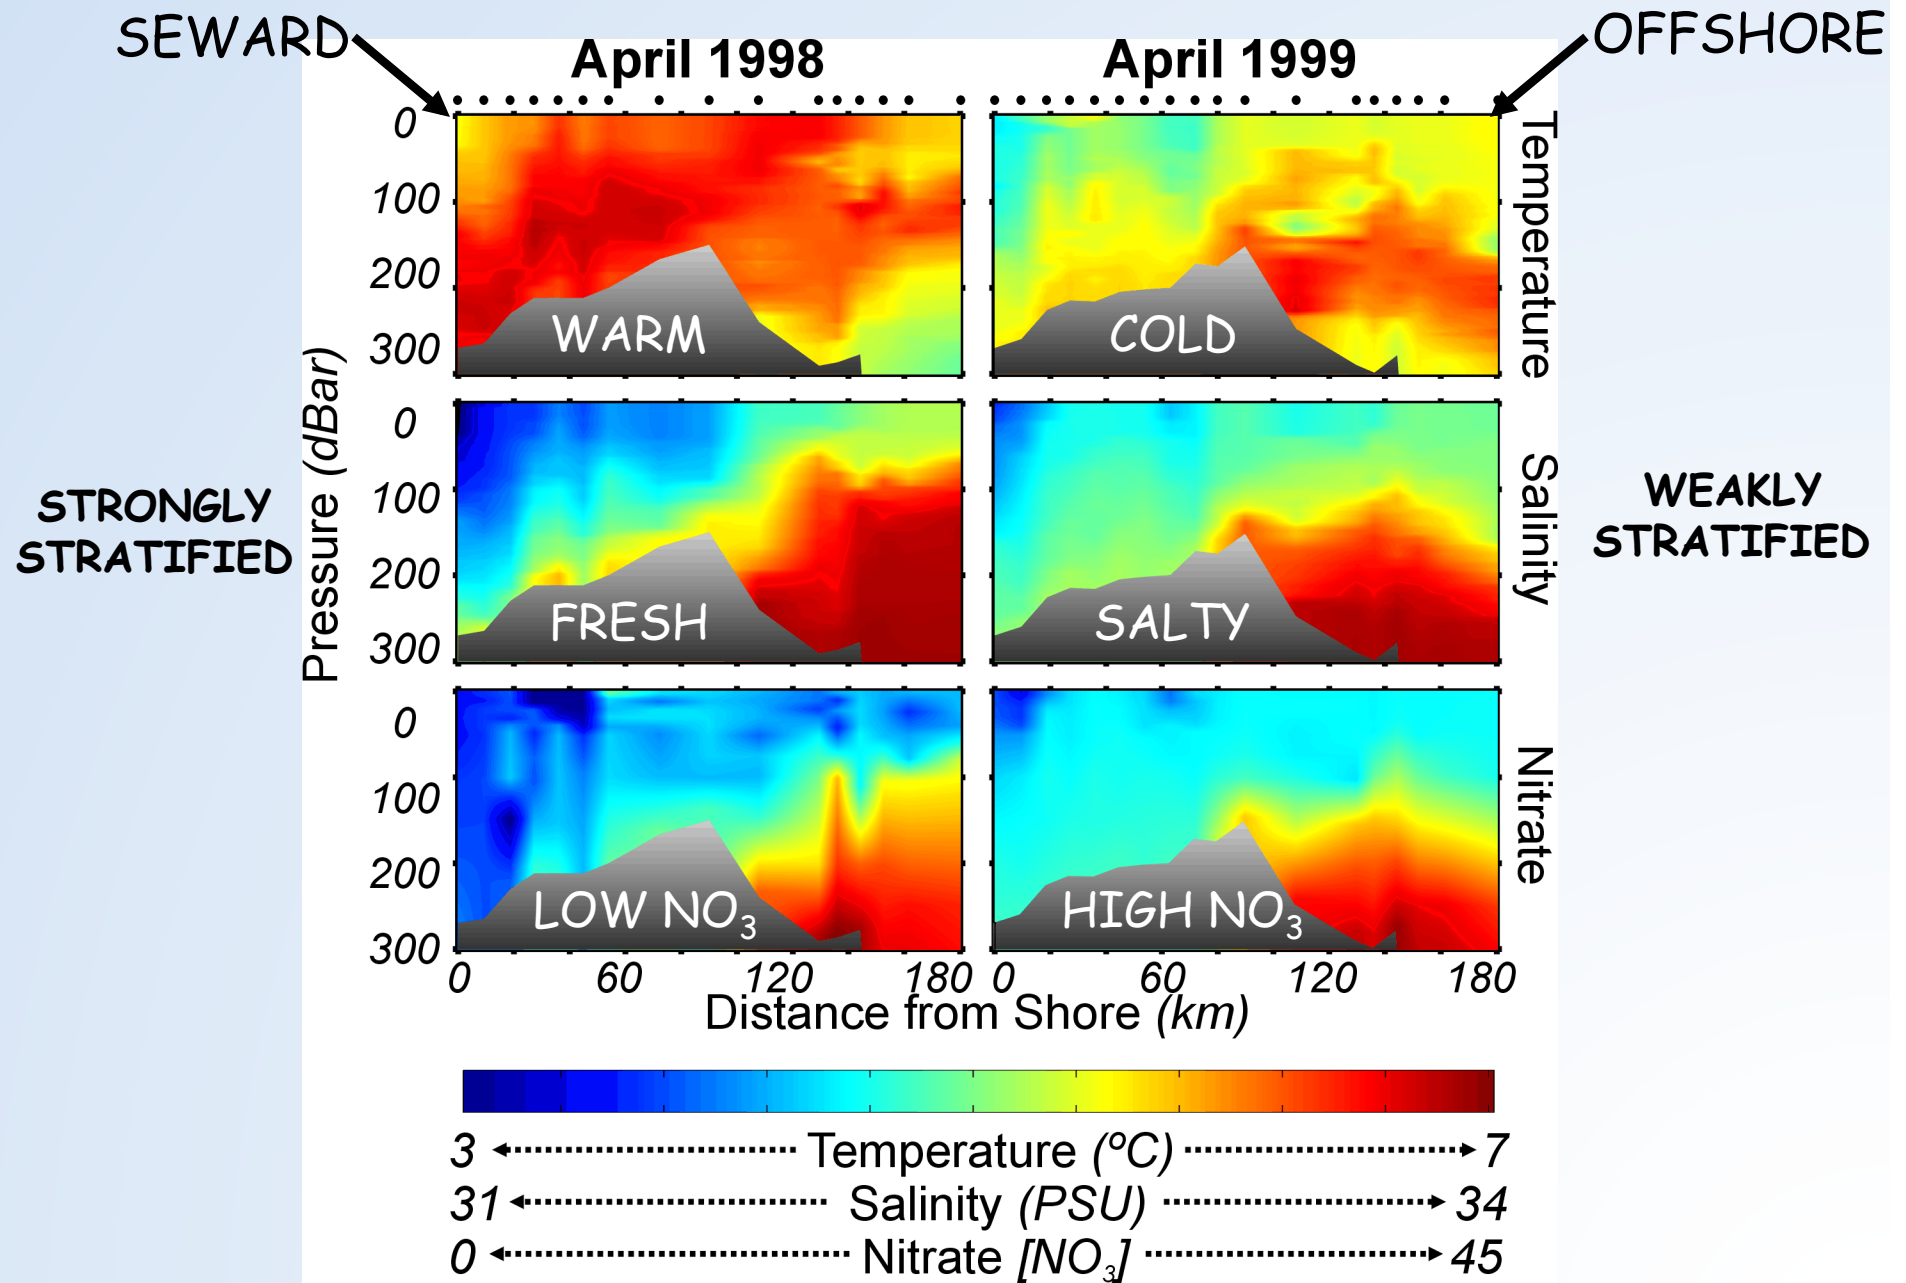 SEWARD
OFFSHORE
April 1998
April 1999
0
100
200
300
WARM
COLD
Temperature
0
100
200
300
FRESH
SALTY
Salinity
STRONGLY
STRATIFIED
WEAKLY
STRATIFIED
Pressure (dBar)
0
100
200
300
LOW NO3
HIGH NO3
Nitrate
0 60 120 180 0 60 120 180
Distance from Shore (km)
3 Temperature (ºC) 7
31 Salinity (PSU) 34
0 Nitrate [NO3] 45